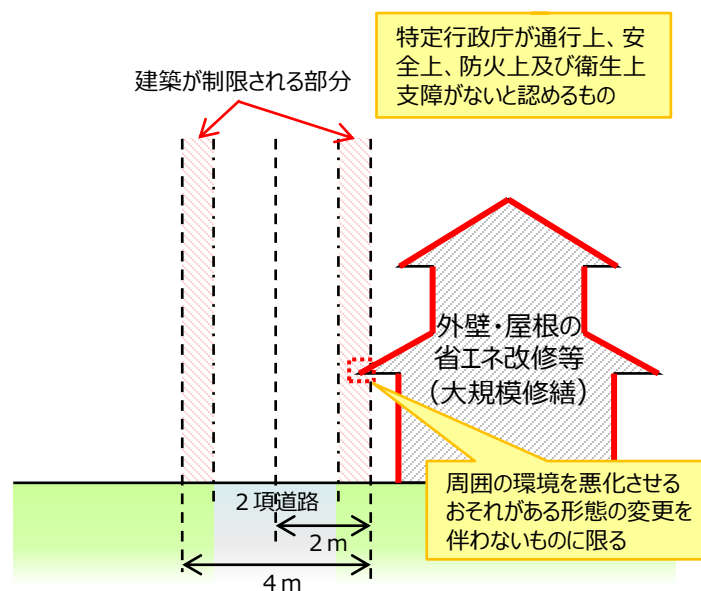 特定行政庁が通行上、安
全上、防火上及び衛生上
支障がないと認めるもの
建築が制限される部分
外壁・屋根の
省エネ改修等
（大規模修繕）
周囲の環境を悪化させる
おそれがある形態の変更を
伴わないものに限る
２項道路
２ｍ
４ｍ